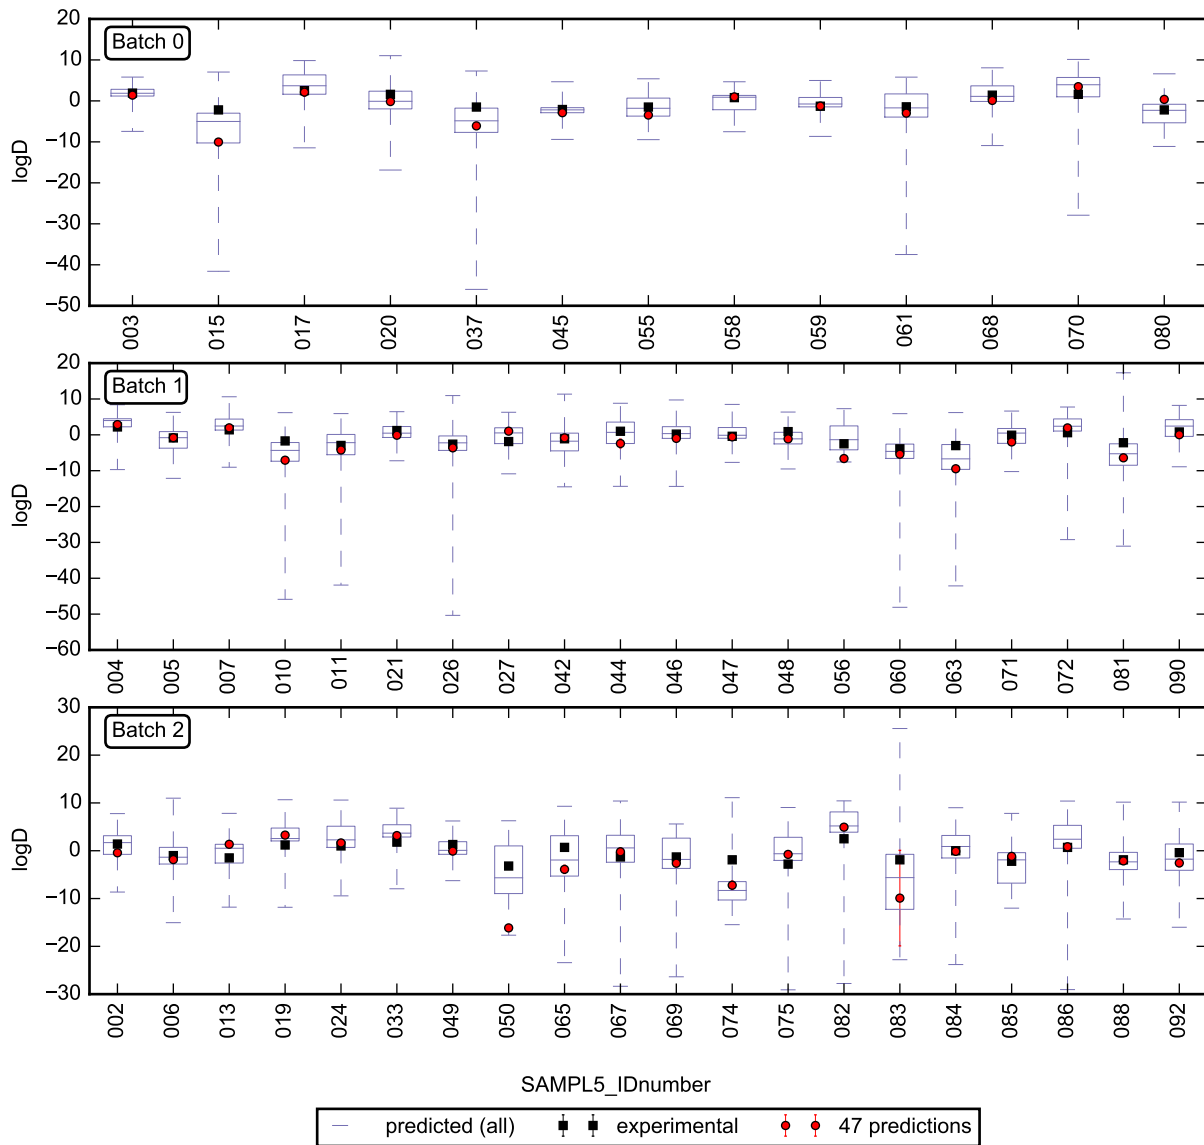 20
Batch 0
10
0
−10
logD
−20
−30
−40
−50
003 015 017 020 037 045 055 058 059 061 068 070 080
20
Batch 1
10
0
−10
logD
−20
−30
−40
−50
−60
004 005 007 010 011 021 026 027 042 044 046 047 048 056 060 063 071 072 081 090
30
Batch 2
20
10
logD
0
−10
−20
−30
002 006 013 019 024 033 049 050 065 067 069 074 075 082 083 084 085 086 088 092
SAMPL5_IDnumber
predicted (all) experimental 47 predictions